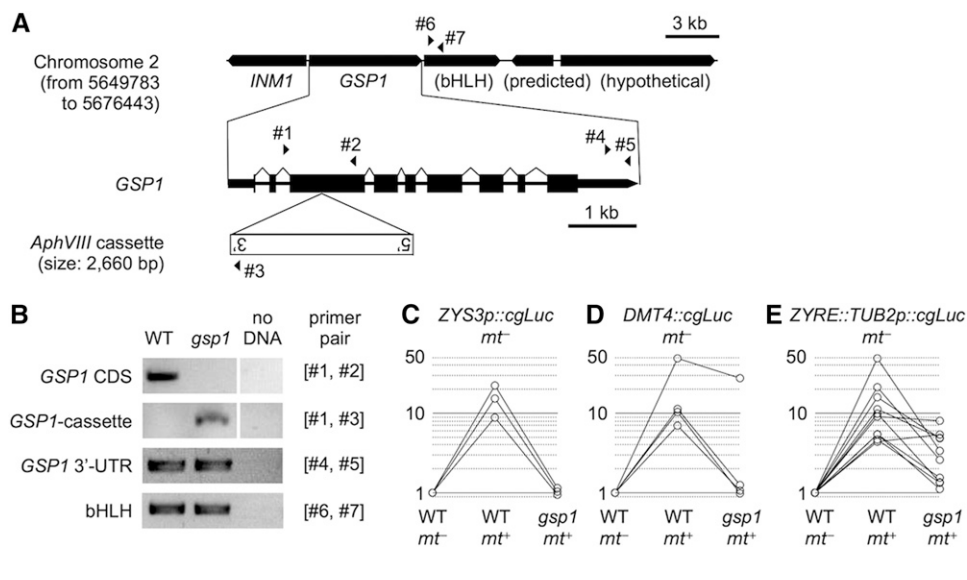 A
3 kb
#6
#7
Chromosome 2
(from 5649783
to 5676443)
INM1 GSP1 (bHLH) (predicted) (hypothetical)
#1 #2 #4 #5
GSP1
1 kb
AphVIII cassette
(size: 2,660 bp)
3' 5'
#3
B
WT gsp1 no DNA primer pair
GSP1 CDS [#1, #2]
GSP1-cassette [#1, #3]
GSP1 3'-UTR [#4, #5]
bHLH [#6, #7]
C
ZYS3p::cgLuc
mt–
50
10
1
WT WT gsp1
mt– mt+ mt+
D
DMT4::cgLuc
mt–
50
10
1
WT WT gsp1
mt– mt+ mt+
E
ZYRE::TUB2p::cgLuc
mt–
50
10
1
WT WT gsp1
mt– mt+ mt+